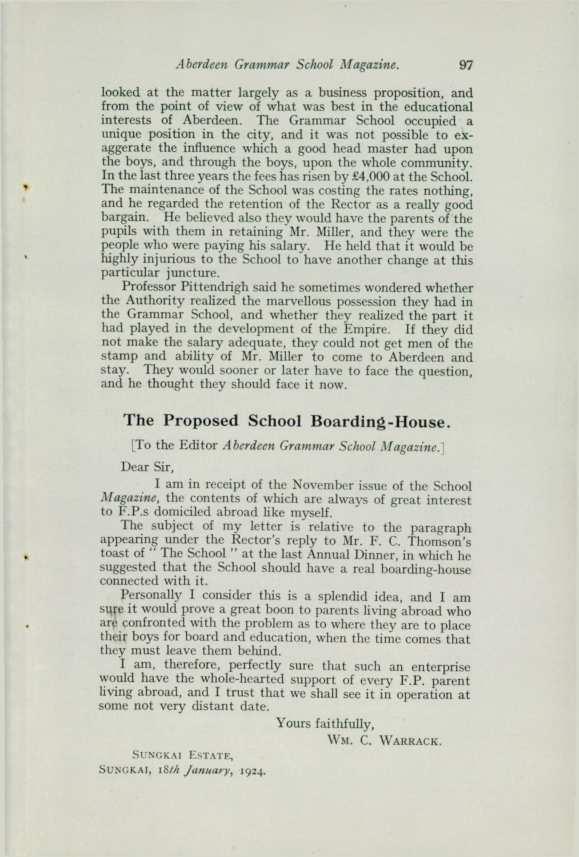 Aberdeen Grammar School Magazine. 97
looked at the matter largely as a business proposition, and
from the point of view of what was best in the educational
interests of Aberdeen. The Grammar School occupied a
unique position in the city, and it was not possible to ex-
aggerate the influence which a good head master had upon
the boys, and through the boys, upon the whole community.
In the last three years the fees has risen by £4,000 at the School.
The maintenance of the School was costing the rates nothing,
and he regarded the retention of the Rector as a really good
bargain. He believed also they would have the parents of the
pupils with them in retaining Mr. Miller, and they were the
people who were paying his salary. He held that it would be
highly injurious to the School to have another change at this
particular juncture.
Professor Pittendrigh said he sometimes wondered whether
the Authority realized the marvellous possession they had in
the Grammar School, and whether they realized the part it
had played in the development of the Empire. If they did
not make the salary adequate, they could not get men of the
stamp and ability of Mr. Miller to come to Aberdeen and
stay. They would sooner or later have to face the question,
and he thought they should face it now.
The Proposed School Boarding-House.
[To the Editor Aberdeen Grammar School Magazine.]
Dear Sir,
I am in receipt of the November issue of the School
Magazine, the contents of which are always of great interest
to F.P.s domiciled abroad like myself.
The subject of my letter is relative to the paragraph
appearing under the Rector's reply to Mr. F. C. Thomson's
toast of " The School " at the last Annual Dinner, in which he
suggested that the School should have a real boarding-house
connected with it.
Personally I consider this is a splendid idea, and I am
sure it would prove a great boon to parents living abroad who
are confronted with the problem as to where they are to place
their boys for board and education, when the time comes that
they must leave them behind.
I am, therefore, perfectly sure that such an enterprise
would have the whole-hearted support of every F.P. parent
living abroad, and I trust that we shall see it in operation at
some not very distant date.
Yours faithfully,
WM. C. WARRACK.
SUNGKAI ESTATE,
SUNGKAI, 18th January, 1924.